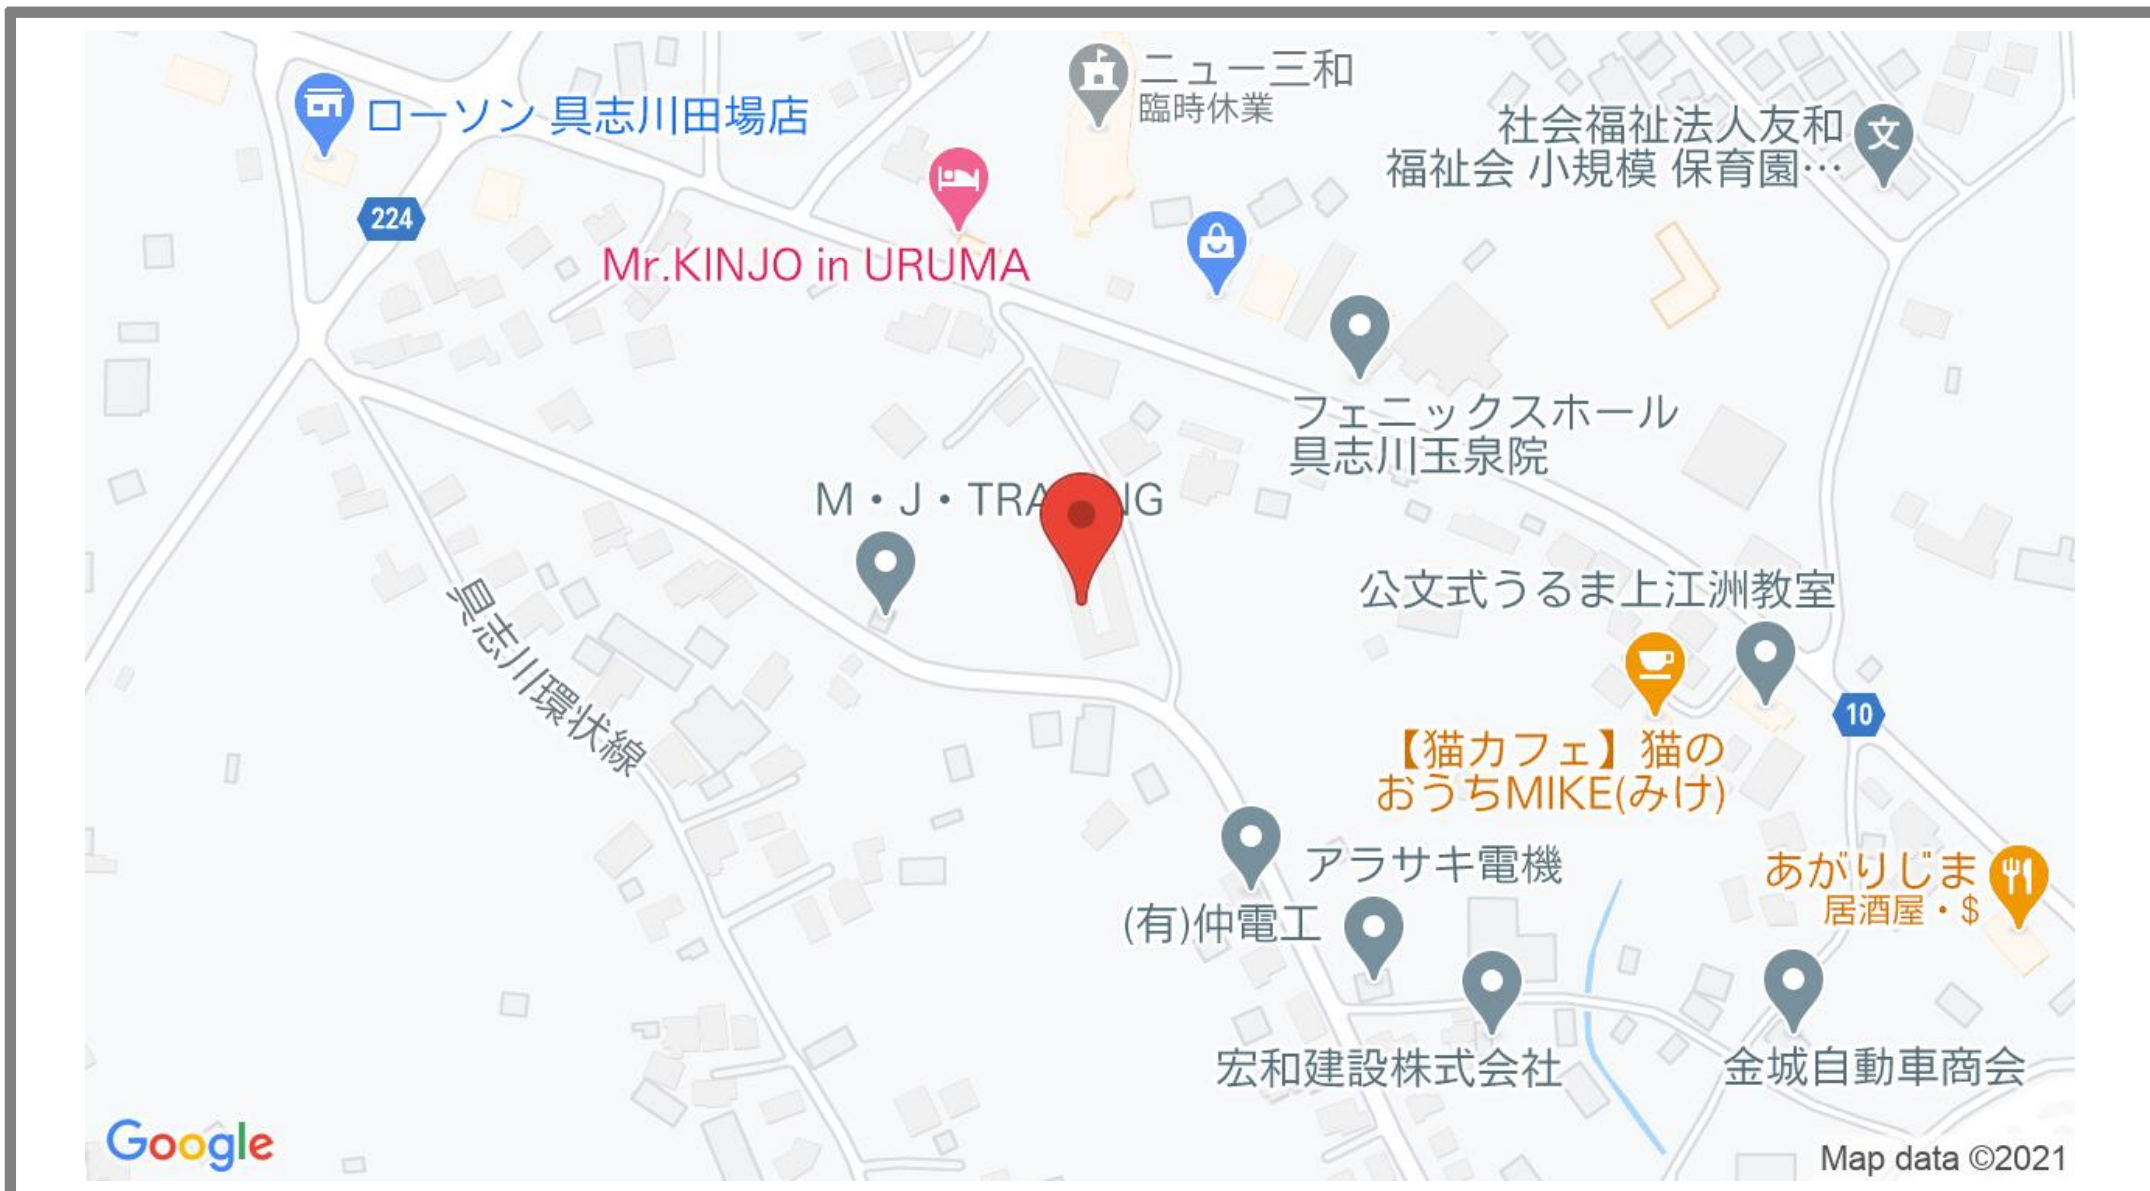 ニュー三和
臨時休業
ローソン 具志川田場店
社会福祉法人友和
福祉会 小規模 保育園…
文
224
Mr.KINJO in URUMA
フェニックスホール
具志川玉泉院
M・J・
公文式うるま上江洲教室
具志川環状線
10
【猫カフェ】猫の
おうちMIKE(みけ)
アラサキ電機
あがりじま
居酒屋・$
(有)仲電工
宏和建設株式会社
金城自動車商会
Google
Map data ©2021